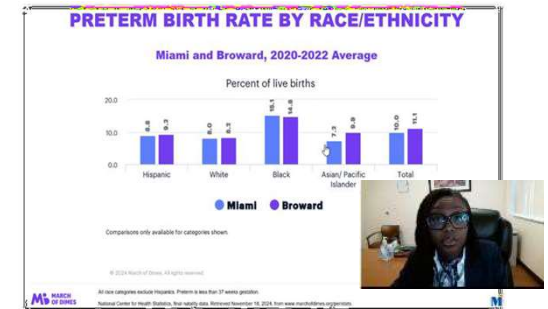 PRETERM BIRTH RATE BY RACE/ETHNICITY
Miami and Broward, 2020-2022 Average
Percent of live births
20.0
10.0
0.0
8.8
9.3
8.0
15.1
14.8
7.3
9.9
10.0
11.1
Hispanic
White
Black
Asian/ Pacific
Islander
Total
Miami
Broward
Comparisons only available for categories shown.
© 2024 March of Dimes. All rights reserved.
MARCH
OF DIMES
All race categories exclude Hispanics. Preterm is less than 37 weeks gestation.
National Center for Health Statistics, final natality data. Retrieved November 19, 2024, from www.marchofdimes.org/peristats.
M